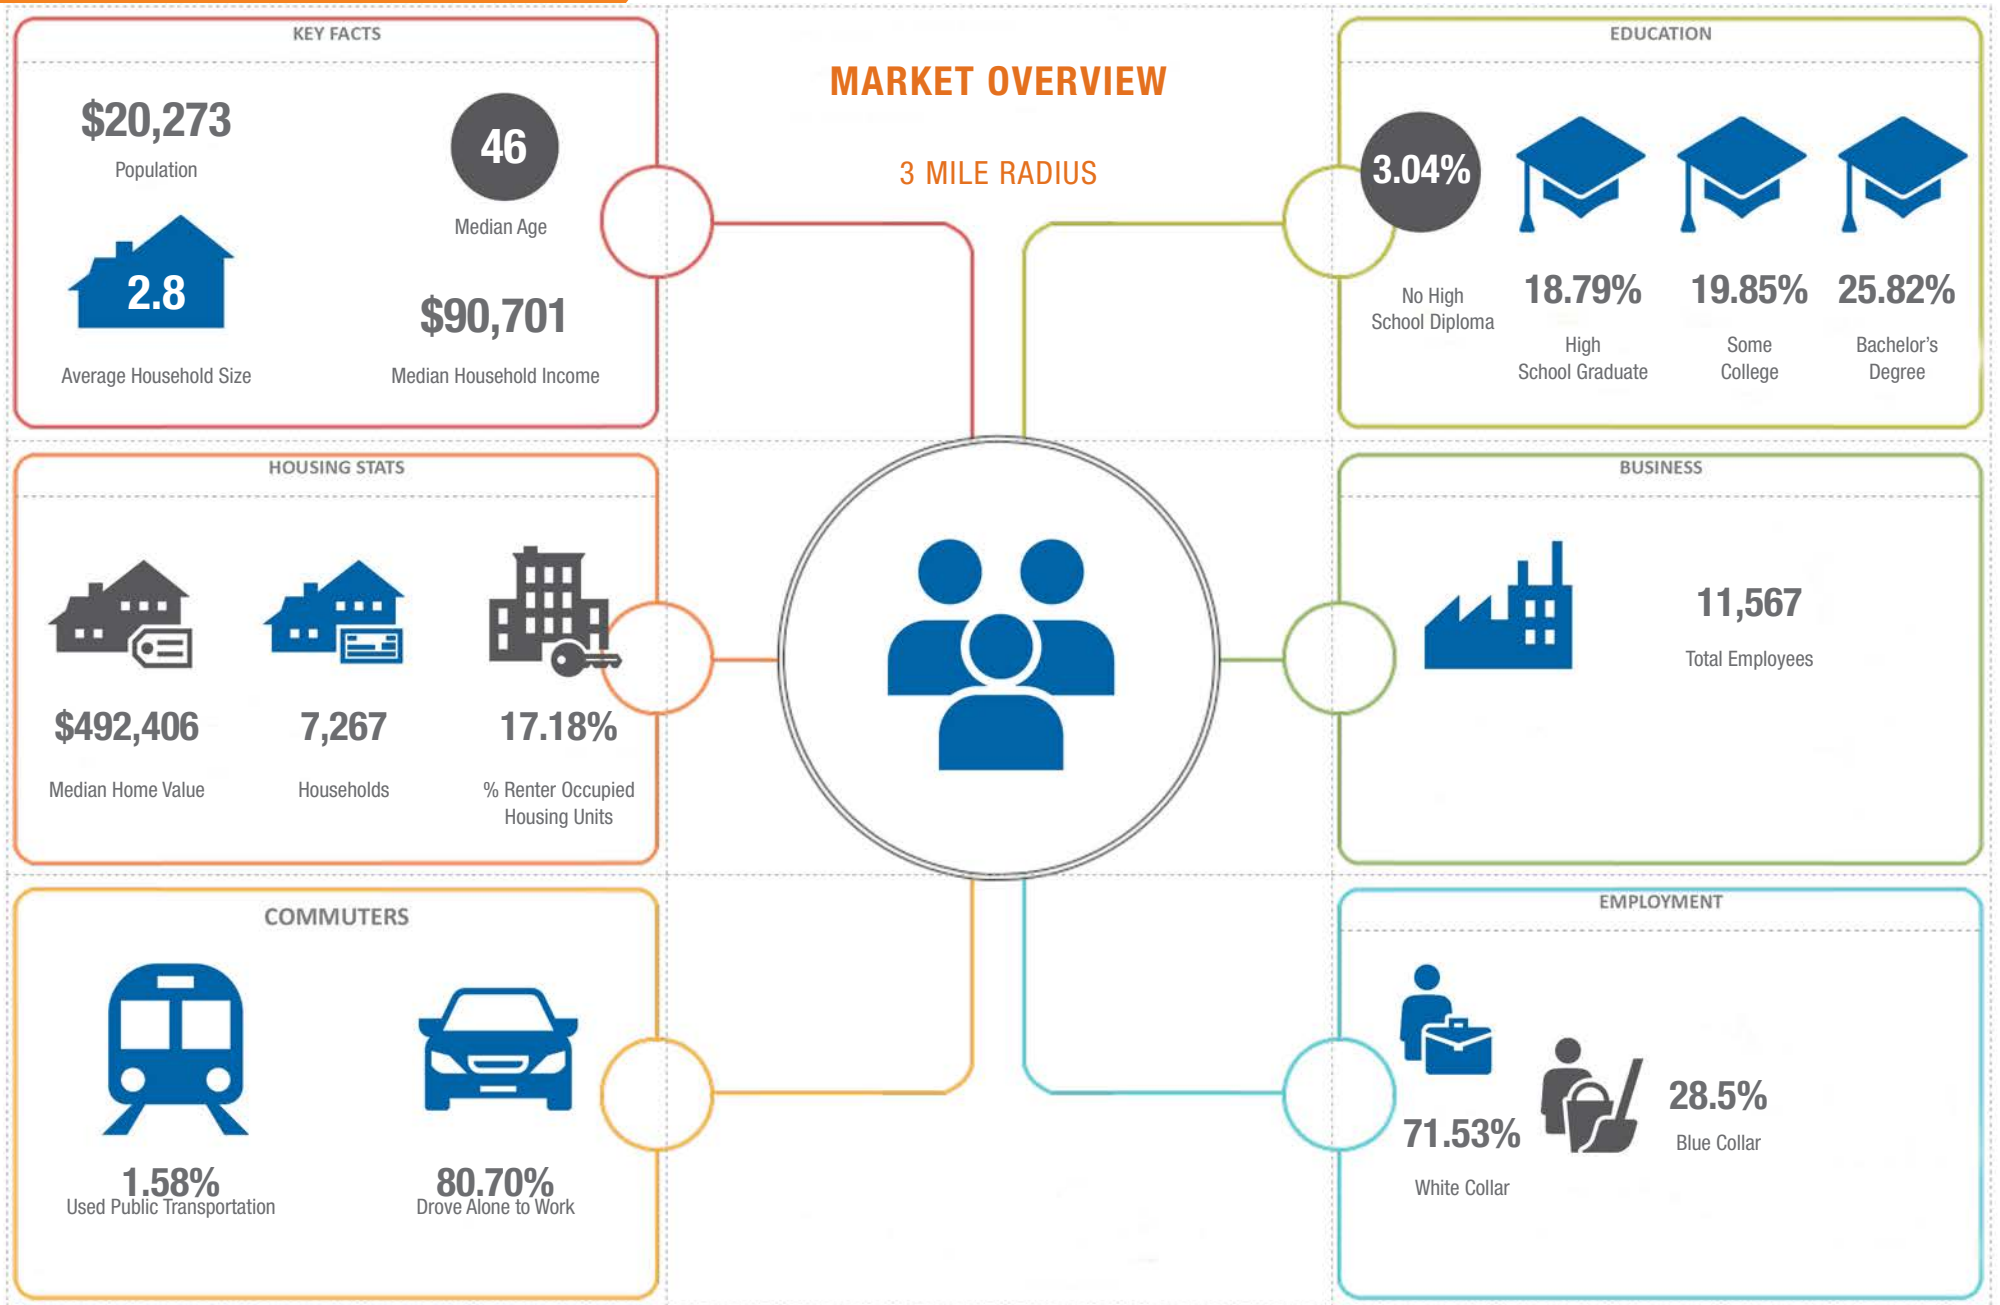 MARKET OVERVIEW
3 MILE RADIUS
KEY FACTS
$20,273
Population
46
Median Age
2.8
Average Household Size
$90,701
Median Household Income
EDUCATION
3.04%
No High
School Diploma
18.79%
High
School Graduate
19.85%
Some
College
25.82%
Bachelor's
Degree
HOUSING STATS
$492,406
Median Home Value
7,267
Households
17.18%
% Renter Occupied
Housing Units
BUSINESS
11,567
Total Employees
COMMUTERS
1.58%
Used Public Transportation
80.70%
Drove Alone to Work
EMPLOYMENT
71.53%
White Collar
28.5%
Blue Collar